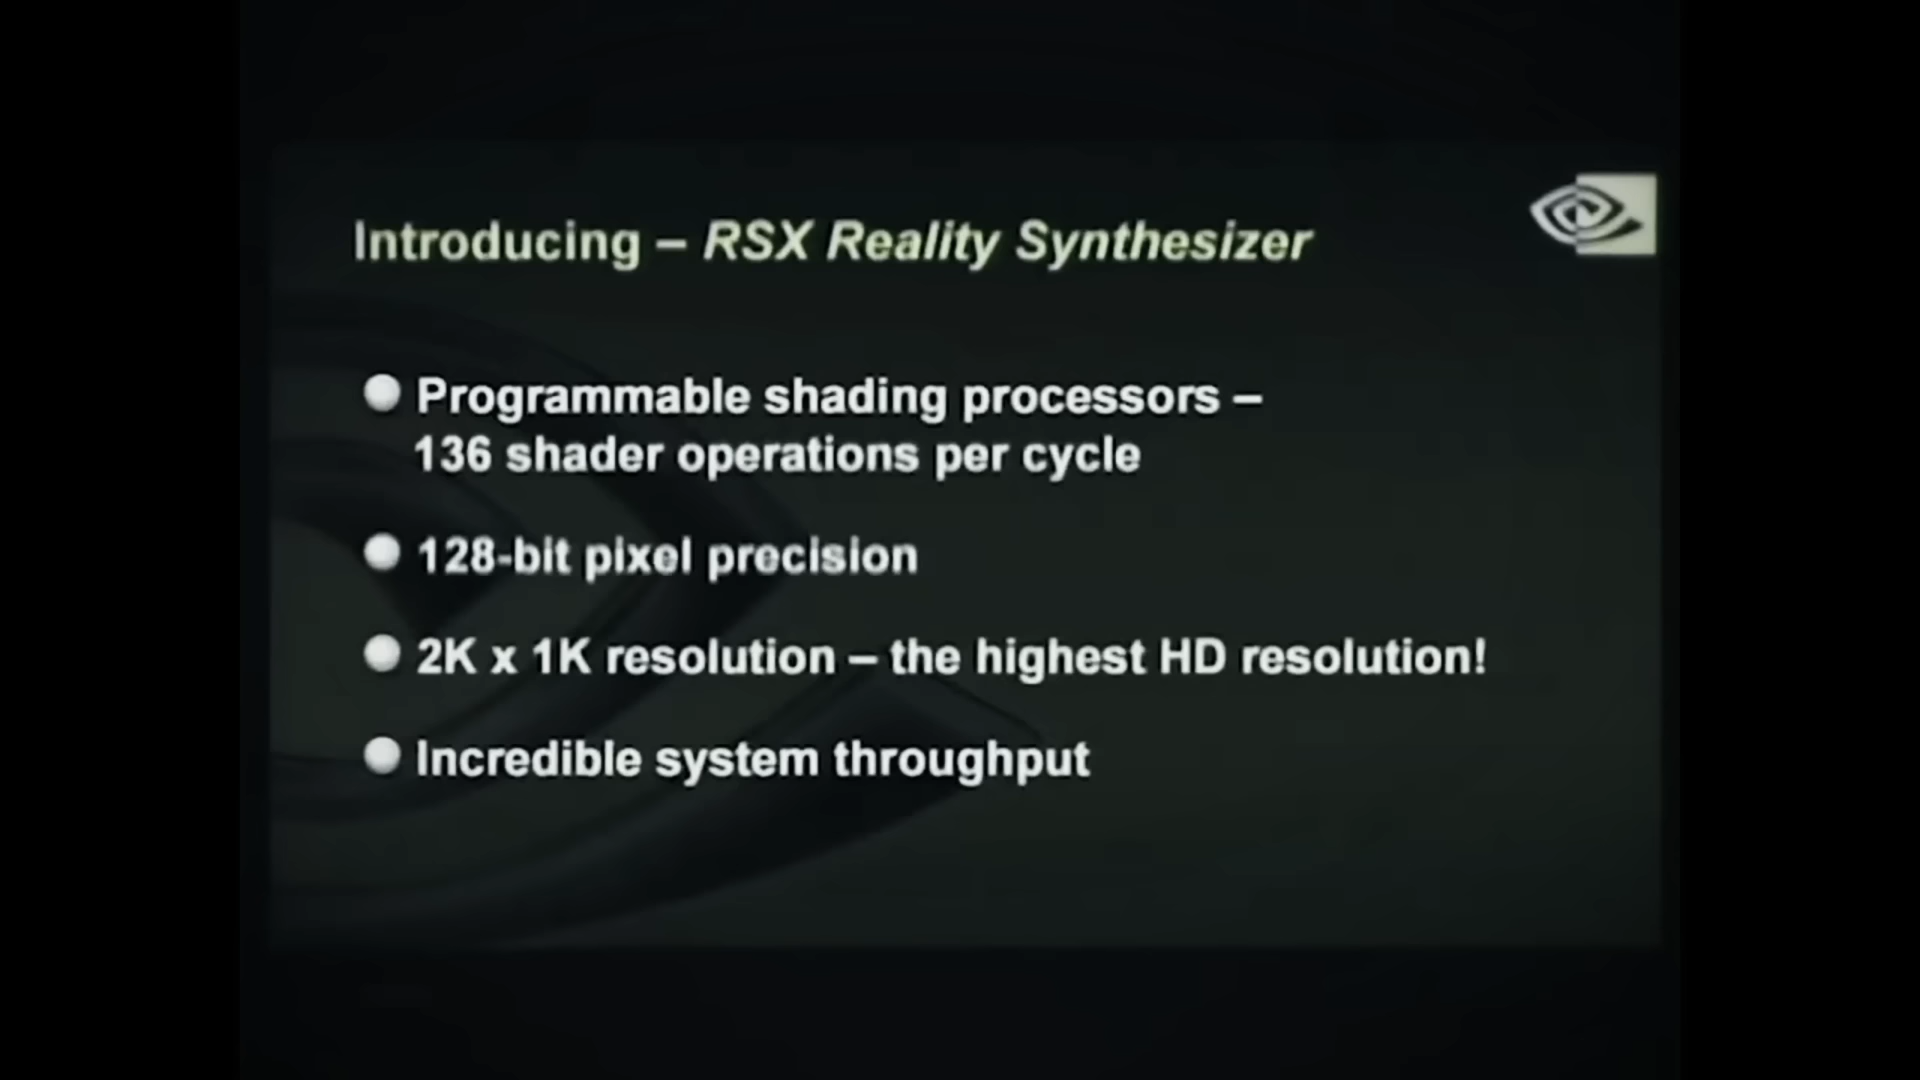 Introducing – RSX Reality Synthesizer
Programmable shading processors –
136 shader operations per cycle
128-bit pixel precision
2K x 1K resolution – the highest HD resolution!
Incredible system throughput